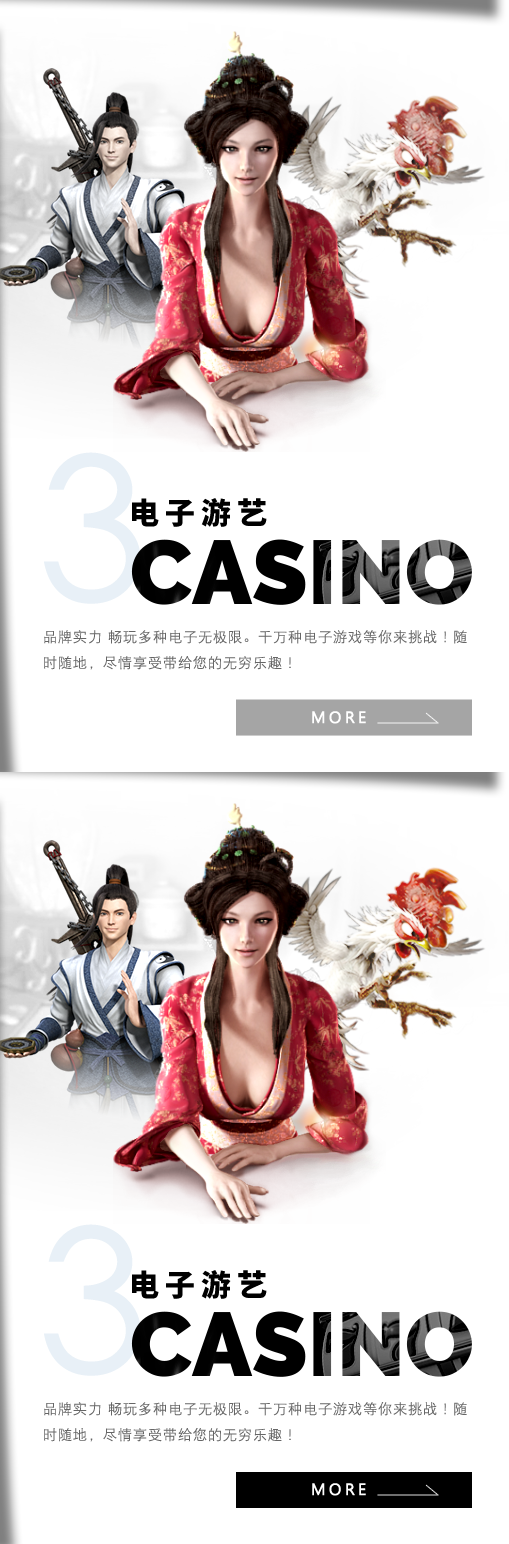 3
电子游艺
CASINO
品牌实力 畅玩多种电子无极限。千万种电子游戏等你来挑战！随
时随地，尽情享受带给您的无穷乐趣！
MORE
3
电子游艺
CASINO
品牌实力 畅玩多种电子无极限。千万种电子游戏等你来挑战！随
时随地，尽情享受带给您的无穷乐趣！
MORE